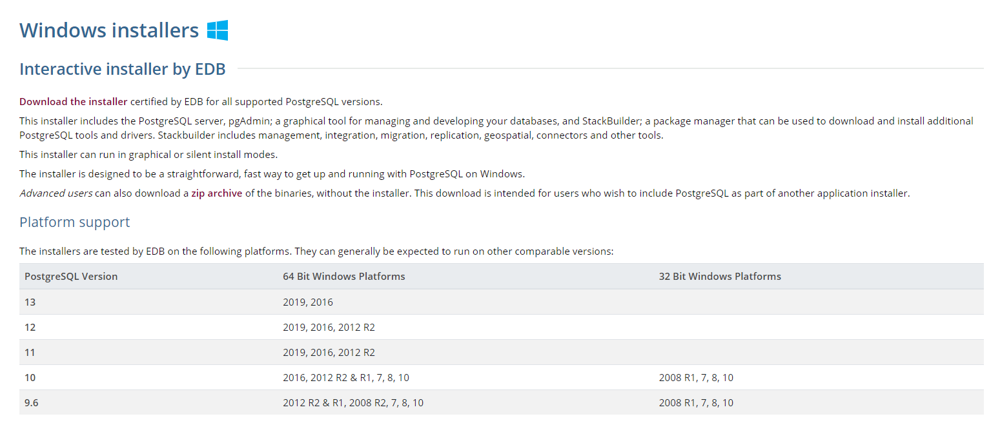 Windows installers
Interactive installer by EDB
Download the installer certified by EDB for all supported PostgreSQL versions.
This installer includes the PostgreSQL server, pgAdmin; a graphical tool for managing and developing your databases, and StackBuilder; a package manager that can be used to download and install additional
PostgreSQL tools and drivers. Stackbuilder includes management, integration, migration, replication, geospatial, connectors and other tools.
This installer can run in graphical or silent install modes.
The installer is designed to be a straightforward, fast way to get up and running with PostgreSQL on Windows.
Advanced users can also download a zip archive of the binaries, without the installer. This download is intended for users who wish to include PostgreSQL as part of another application installer.
Platform support
The installers are tested by EDB on the following platforms. They can generally be expected to run on other comparable versions:
PostgreSQL Version 64 Bit Windows Platforms 32 Bit Windows Platforms
13 2019, 2016
12 2019, 2016, 2012 R2
11 2019, 2016, 2012 R2
10 2016, 2012 R2 & R1, 7, 8, 10 2008 R1, 7, 8, 10
9.6 2012 R2 & R1, 2008 R2, 7, 8, 10 2008 R1, 7, 8, 10